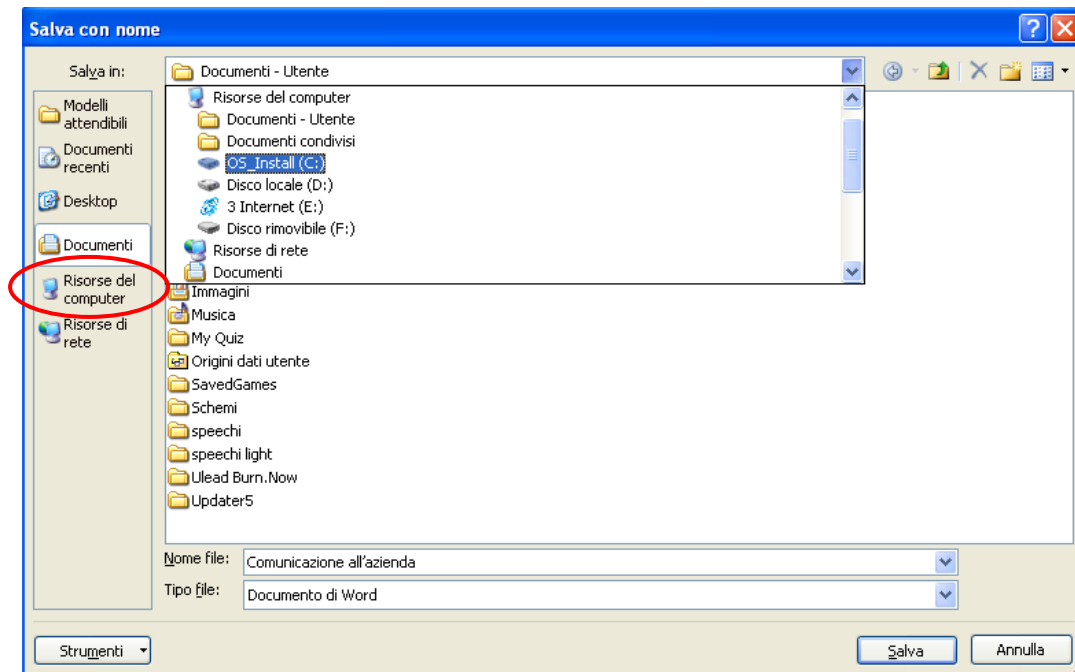 Salva con nome
Salva in:
Documenti - Utente
Risorse del computer
Documenti - Utente
Documenti condivisi
OS_Install (C:)
Disco locale (D:)
3 Internet (E:)
Disco rimovibile (F:)
Risorse di rete
Documenti
Modelli
attendibili
Documenti
recenti
Desktop
Documenti
Risorse del
computer
Risorse di
rete
Immagini
Musica
My Quiz
Origini dati utente
SavedGames
Schemi
speechi
speechi light
Ulead Burn.Now
Updater5
Nome file:
Comunicazione all'azienda
Tipo file:
Documento di Word
Strumenti
Salva
Annulla